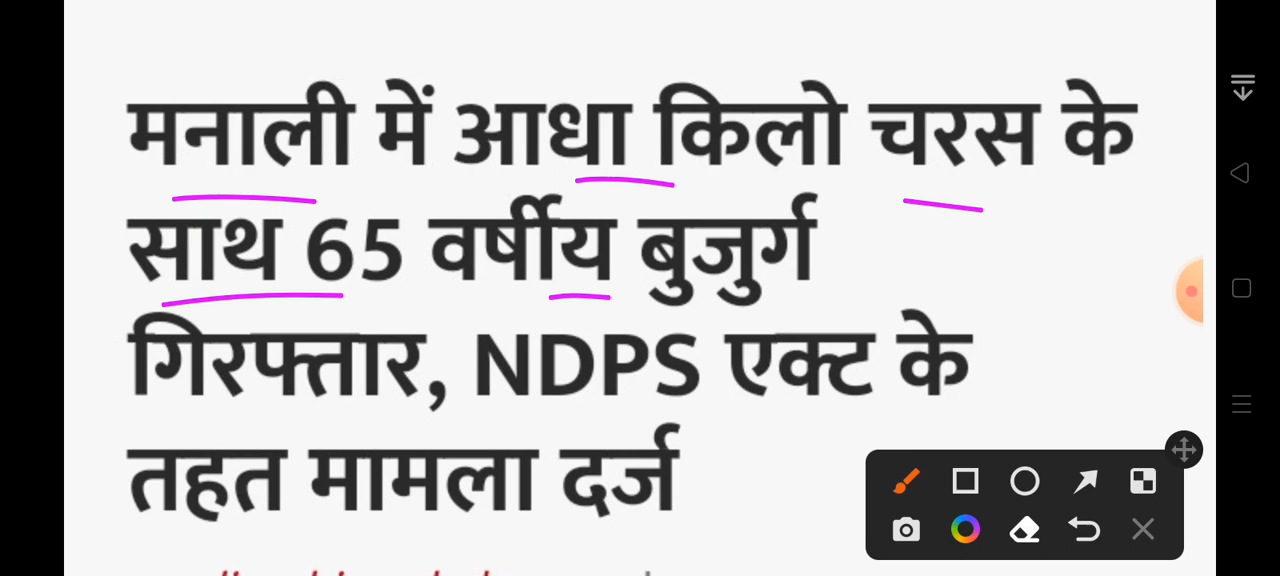 मनाली में आधा किलो चरस के
साथ 65 वर्षीय बुजुर्ग
गिरफ्तार, NDPS एक्ट के
तहत मामला दर्ज